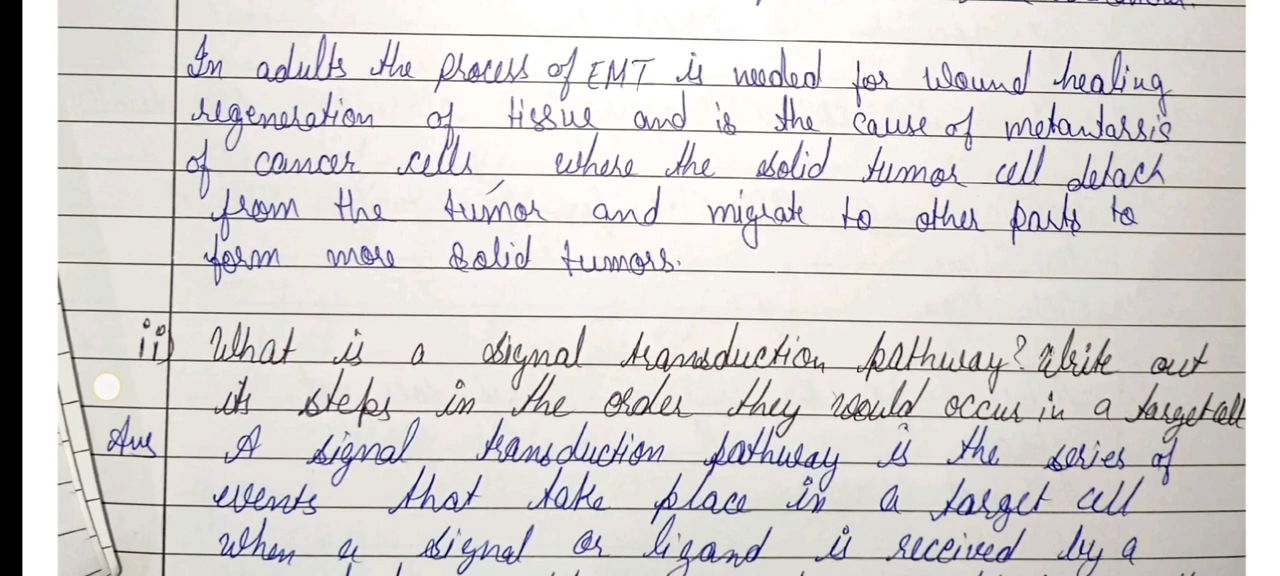 In adults the process of EMT is needed for wound healing
regeneration of tissue and is the cause of metantassis
of cancer cells, where the solid tumor cell detach
from the tumor and migrate to other parts to
form more solid tumors.
ii) What is a signal transduction pathway? Write out
its steps in the order they would occur in a target cell
Ans A signal transduction pathway is the series of
events that take place in a target cell
when a signal or ligand is received by a